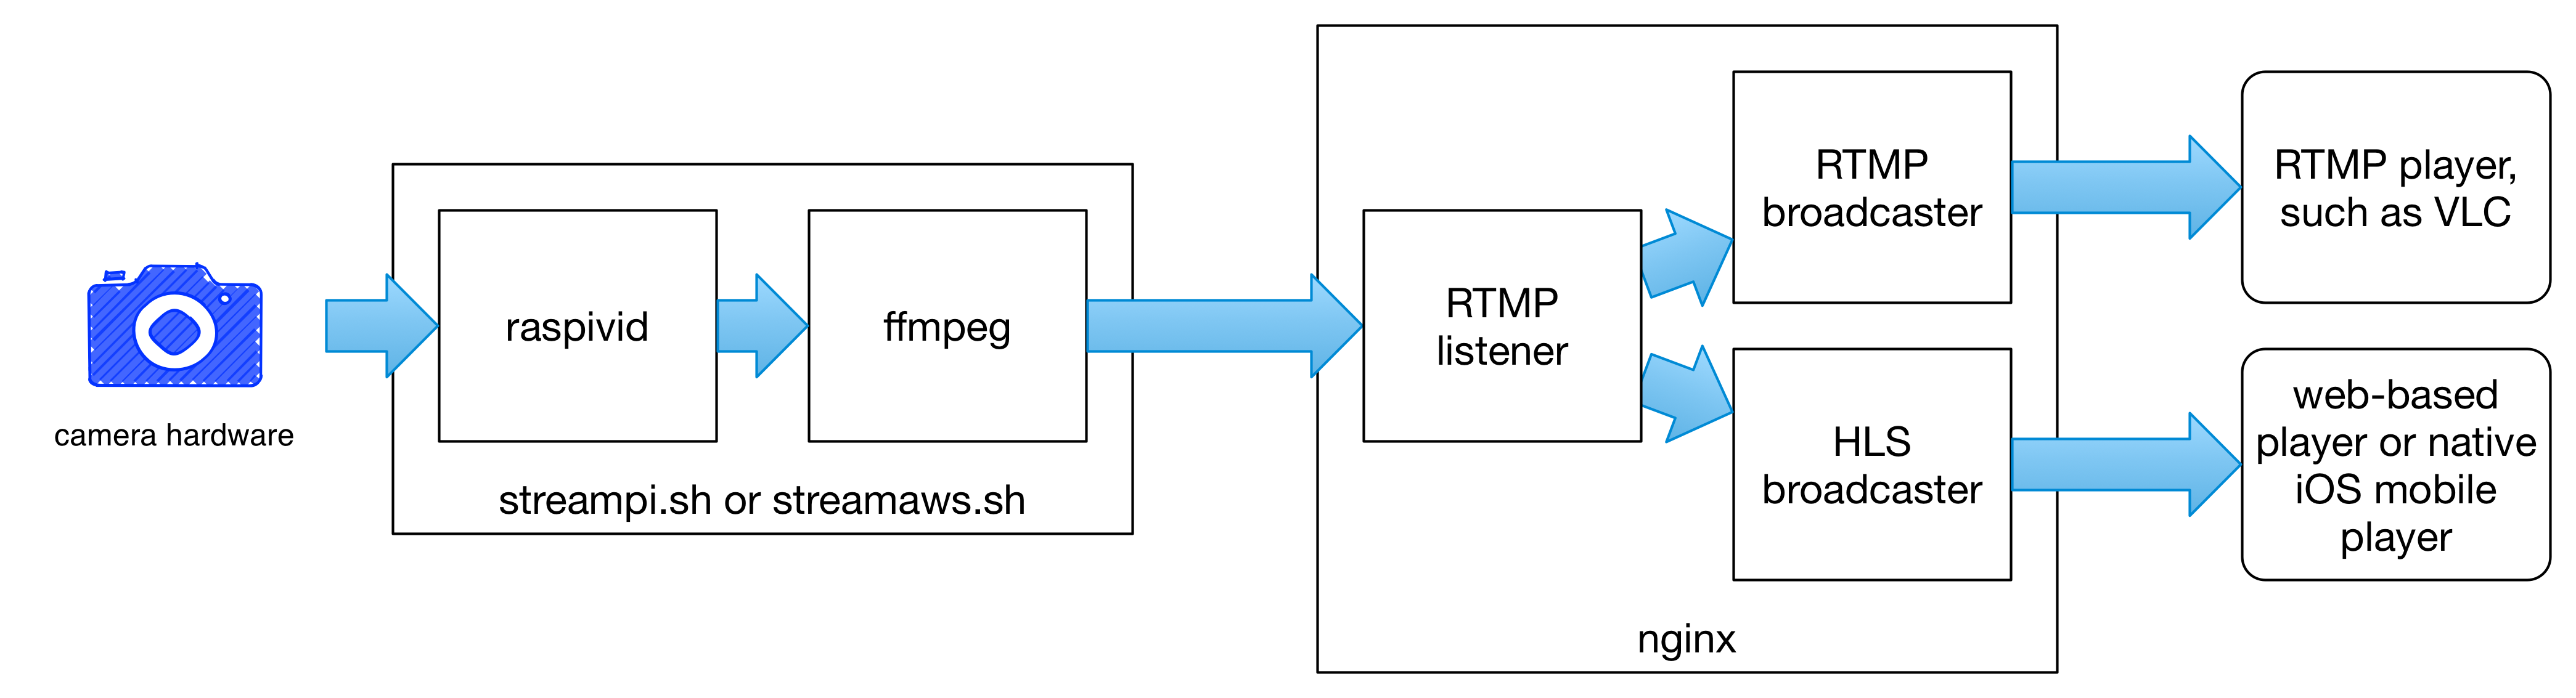 camera hardware
raspivid
ffmpeg
streampi.sh or streamaws.sh
RTMP
listener
RTMP
broadcaster
HLS
broadcaster
nginx
RTMP player,
such as VLC
web-based
player or native
iOS mobile
player